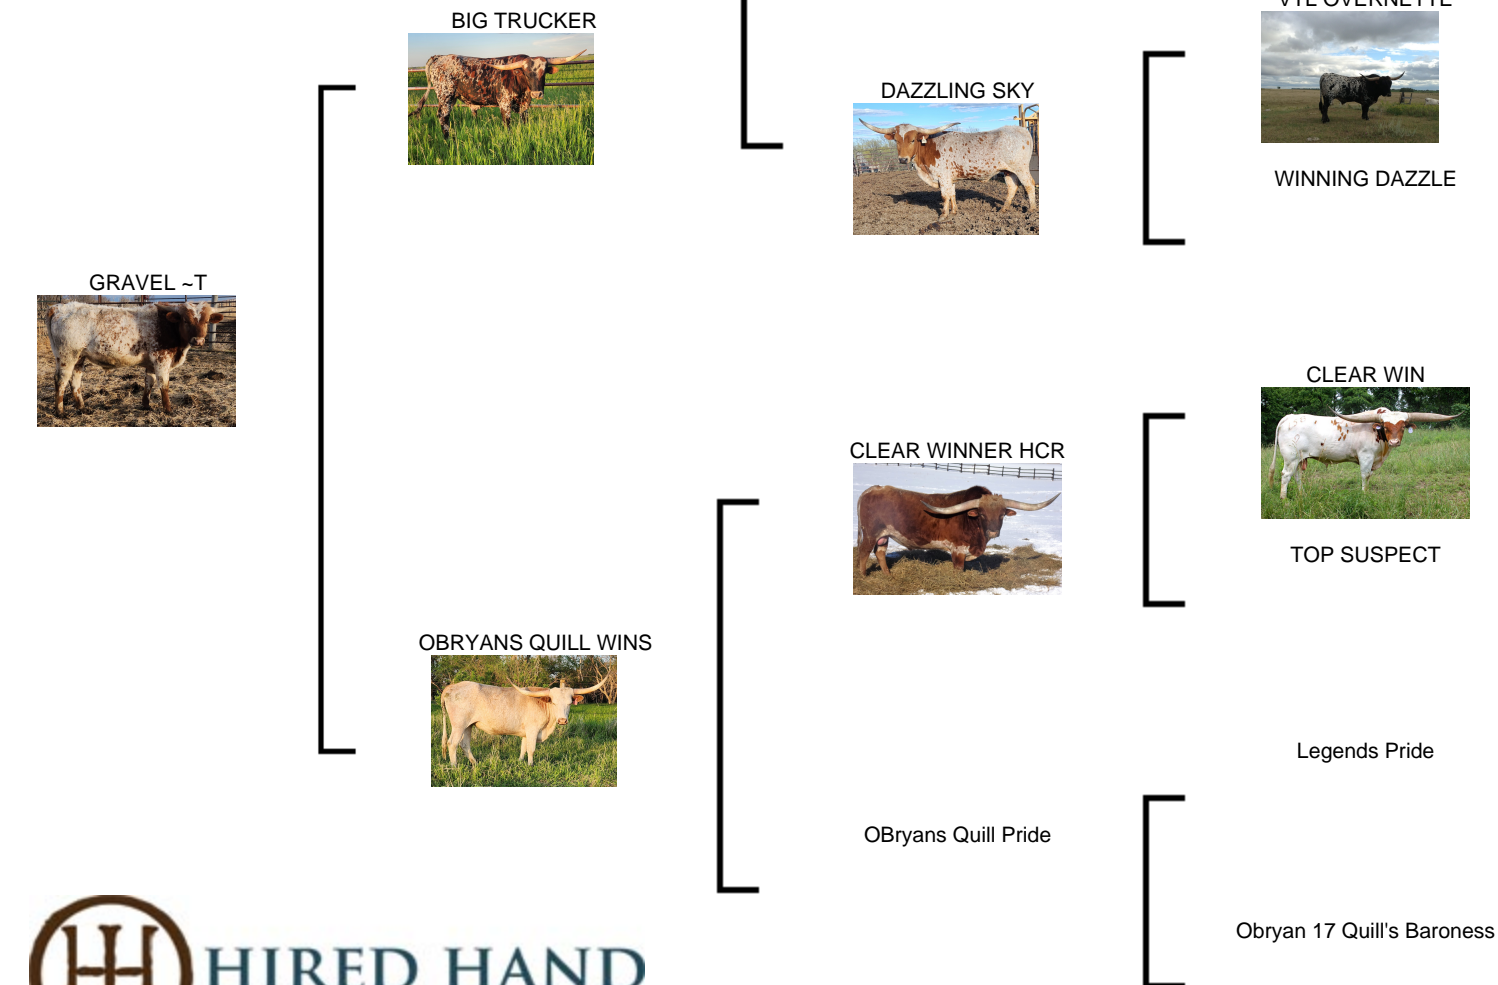 BIG TRUCKER
DAZZLING SKY
WINNING DAZZLE
GRAVEL ~T
CLEAR WIN
CLEAR WINNER HCR
TOP SUSPECT
OBRYANS QUILL WINS
Legends Pride
OBryans Quill Pride
Obryan 17 Quill's Baroness
HIRED HAND